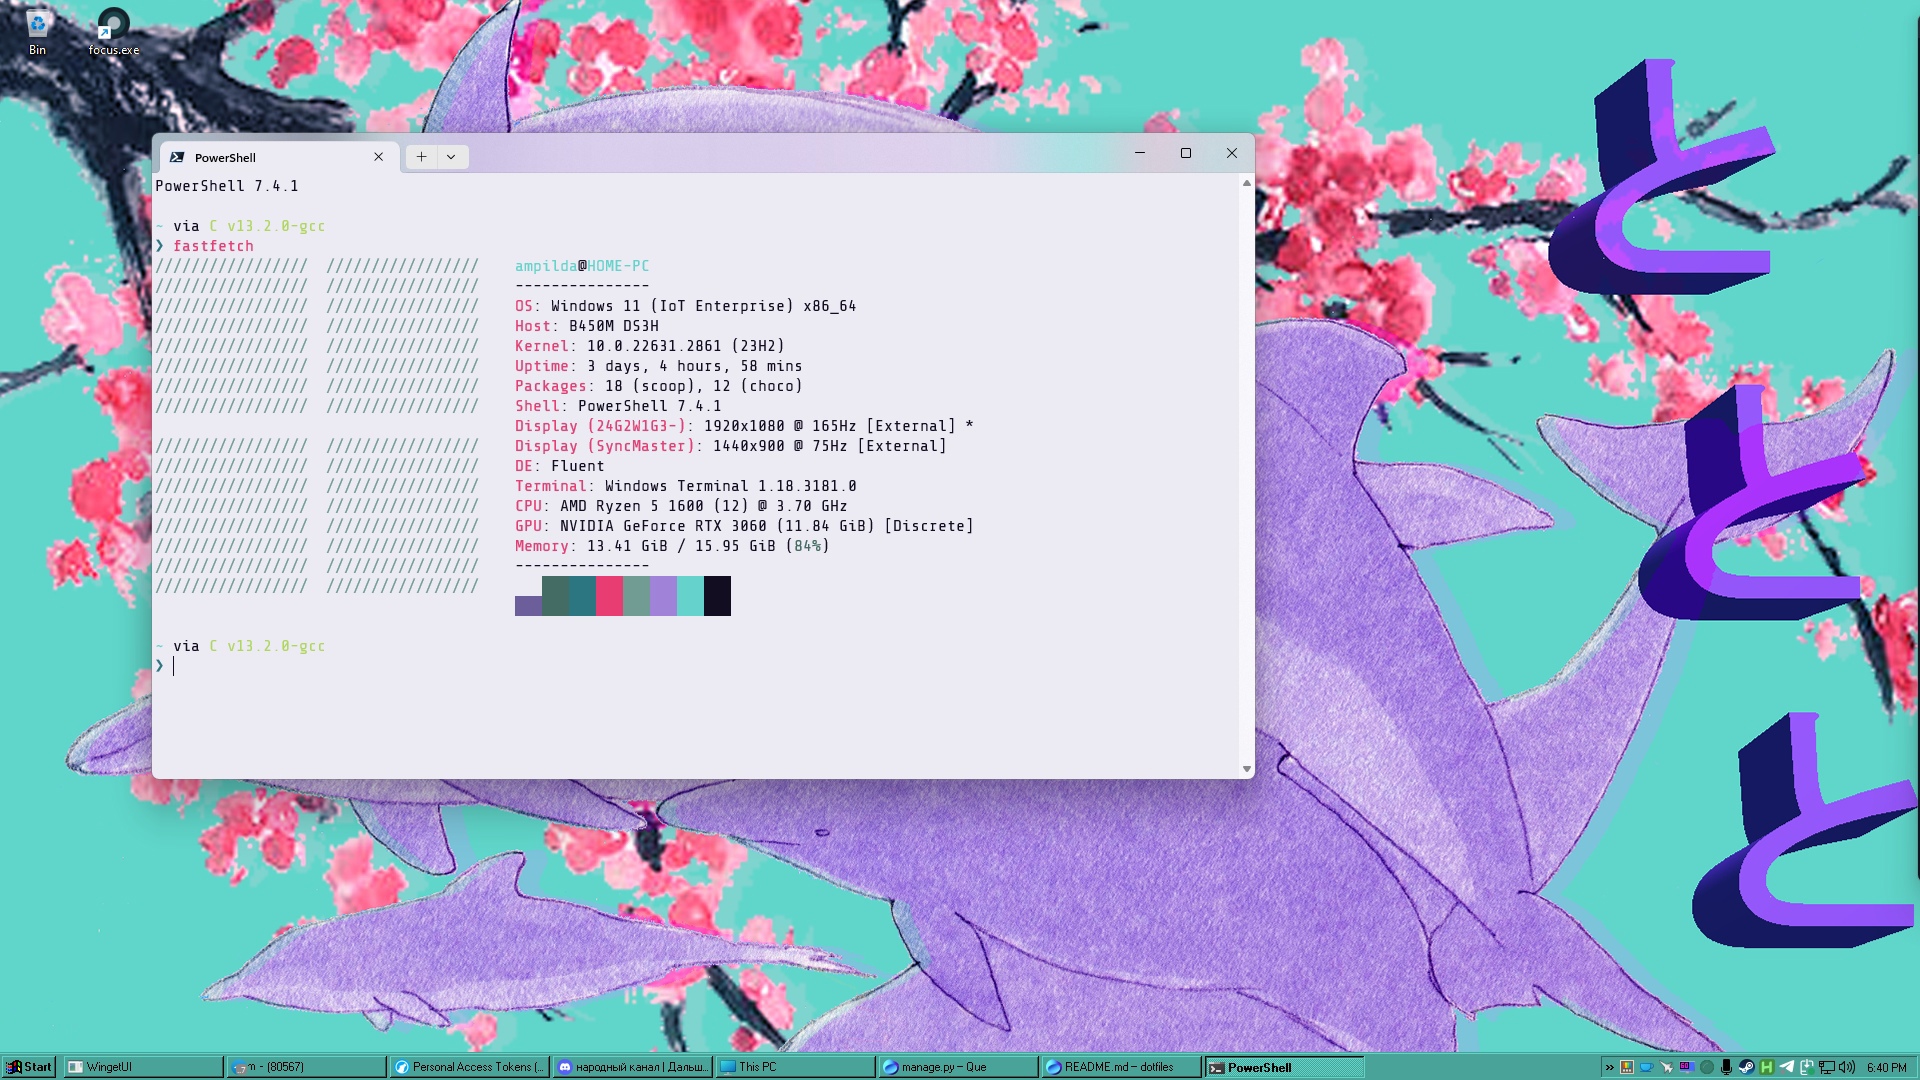 Bin
focus.exe
PowerShell
PowerShell 7.4.1
~ via C v13.2.0-gcc
❯ fastfetch
///////////////// /////////////////
ampilda@HOME-PC
///////////////// /////////////////
---------------
///////////////// /////////////////
OS: Windows 11 (IoT Enterprise) x86_64
///////////////// /////////////////
Host: B450M DS3H
///////////////// /////////////////
Kernel: 10.0.22631.2861 (23H2)
///////////////// /////////////////
Uptime: 3 days, 4 hours, 58 mins
///////////////// /////////////////
Packages: 18 (scoop), 12 (choco)
///////////////// /////////////////
Shell: PowerShell 7.4.1
Display (24G2W1G3-): 1920x1080 @ 165Hz [External] *
///////////////// /////////////////
Display (SyncMaster): 1440x900 @ 75Hz [External]
///////////////// /////////////////
DE: Fluent
///////////////// /////////////////
Terminal: Windows Terminal 1.18.3181.0
///////////////// /////////////////
CPU: AMD Ryzen 5 1600 (12) @ 3.70 GHz
///////////////// /////////////////
GPU: NVIDIA GeForce RTX 3060 (11.84 GiB) [Discrete]
///////////////// /////////////////
Memory: 13.41 GiB / 15.95 GiB (84%)
///////////////// /////////////////
---------------
///////////////// /////////////////
~ via C v13.2.0-gcc
❯
Start
WingetUI
n - (80567)
Personal Access Tokens (...
народный канал | Дальш...
This PC
manage.py – Que
README.md – dotfiles
PowerShell
6:40 PM